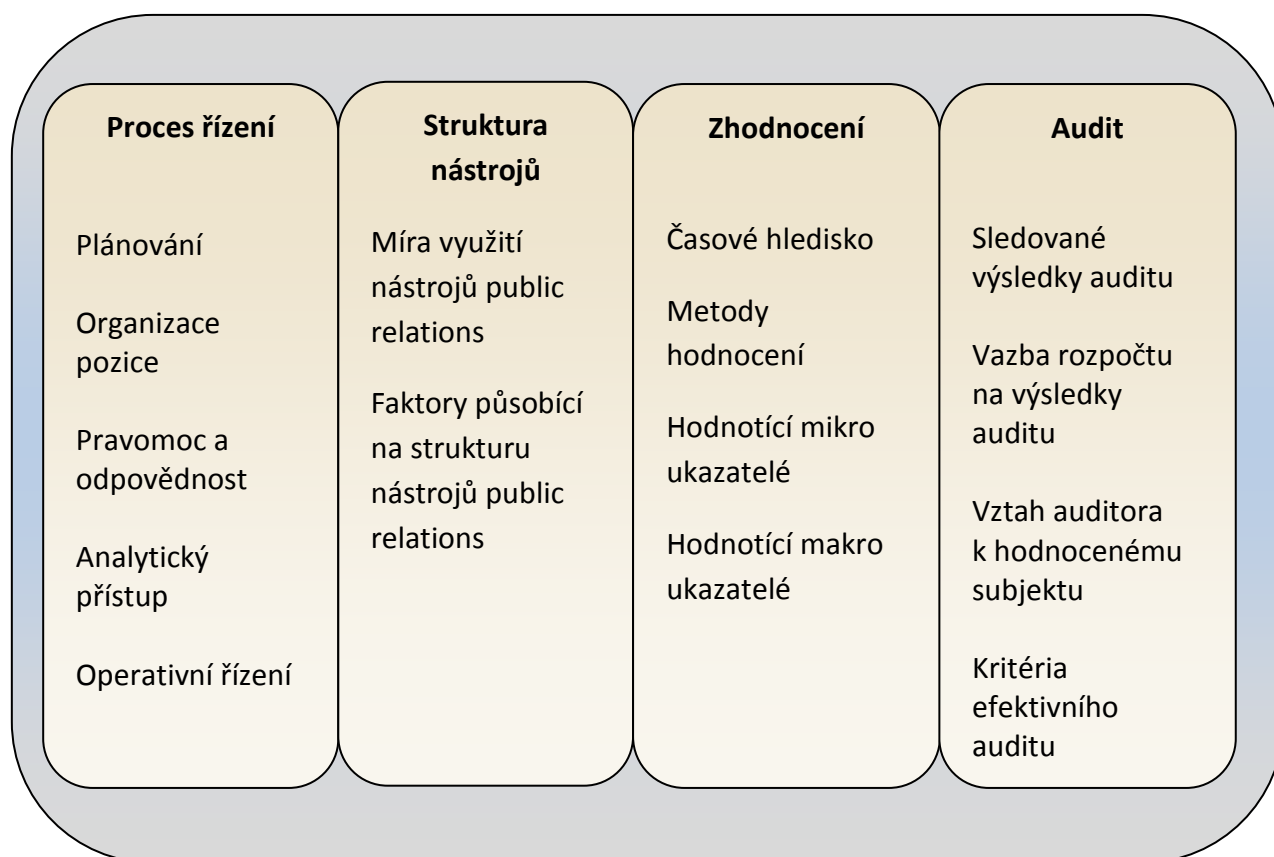 Proces řízení
Plánování
Organizace
pozice
Pravomoc a
odpovědnost
Analytický
přístup
Operativní řízení
Struktura
nástrojů
Míra využití
nástrojů public
relations
Faktory působící
na strukturu
nástrojů public
relations
Zhodnocení
Časové hledisko
Metody
hodnocení
Hodnotící mikro
ukazatelé
Hodnotící makro
ukazatelé
Audit
Sledované
výsledky auditu
Vazba rozpočtu
na výsledky
auditu
Vztah auditora
k hodnocenému
subjektu
Kritéria
efektivního
auditu